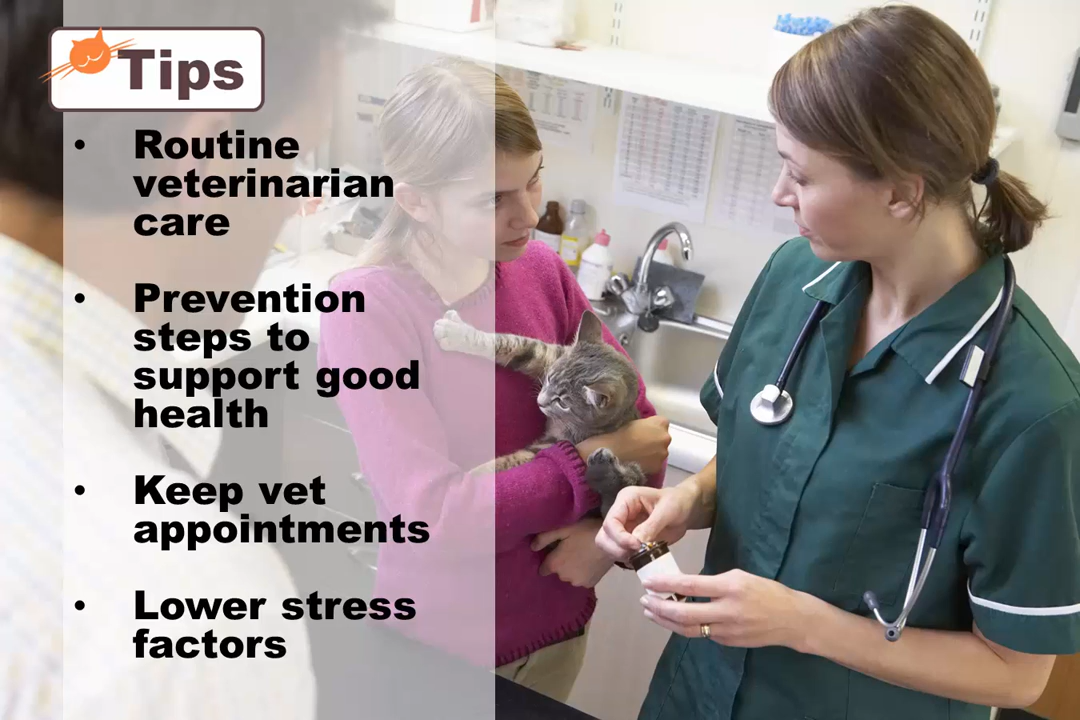 Tips
• Routine
veterinarian
care
• Prevention
steps to
support good
health
• Keep vet
appointments
• Lower stress
factors